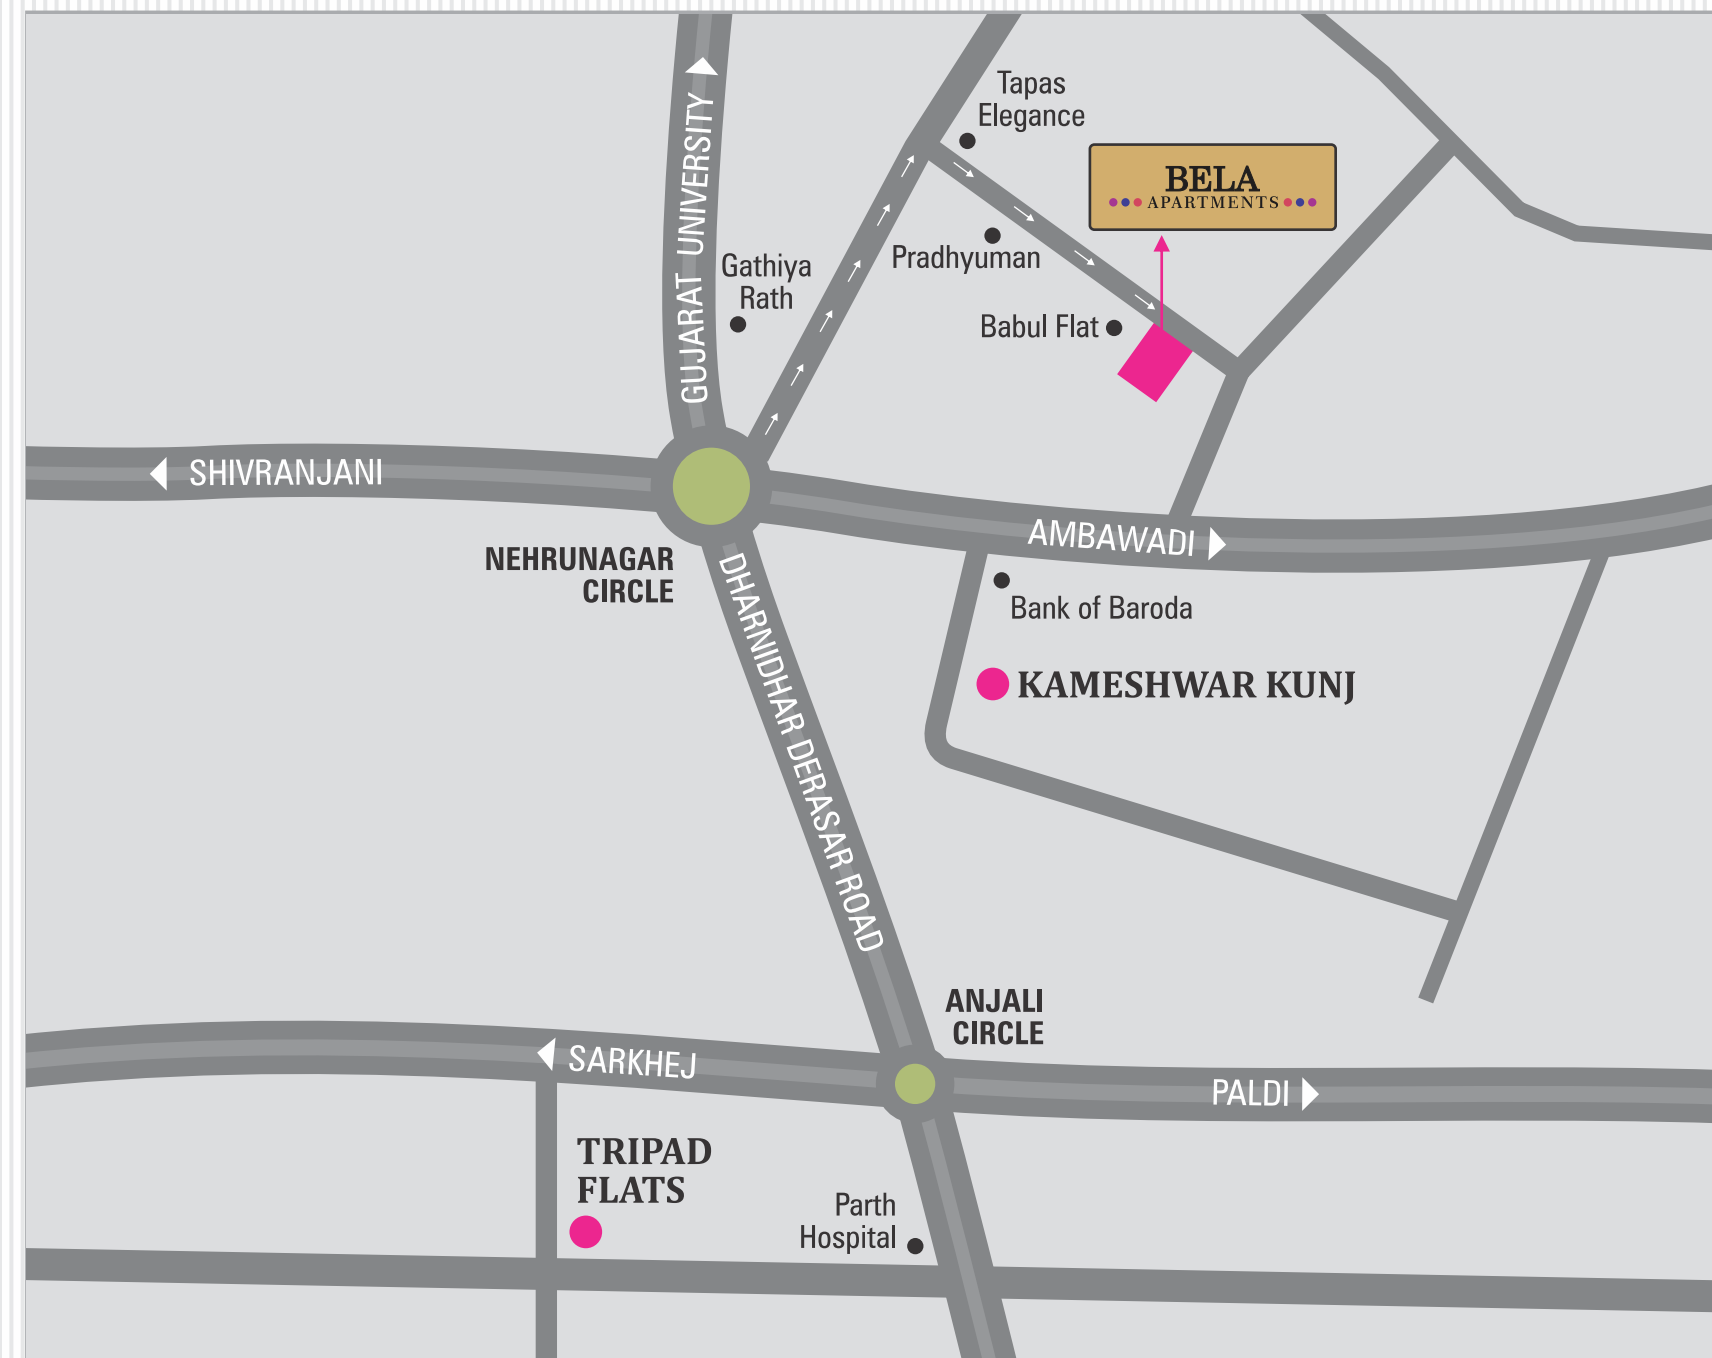 Tapas
Elegance
GUJARAT UNIVERSITY
BELA
APARTMENTS
Pradhyuman
Gathiya
Rath
Babul Flat
SHIVRANJANI
AMBAWADI
NEHRUNAGAR
CIRCLE
DHARNIDHAR DERASAR ROAD
Bank of Baroda
KAMESHWAR KUNJ
ANJALI
CIRCLE
SARKHEJ
PALDI
TRIPAD
FLATS
Parth
Hospital